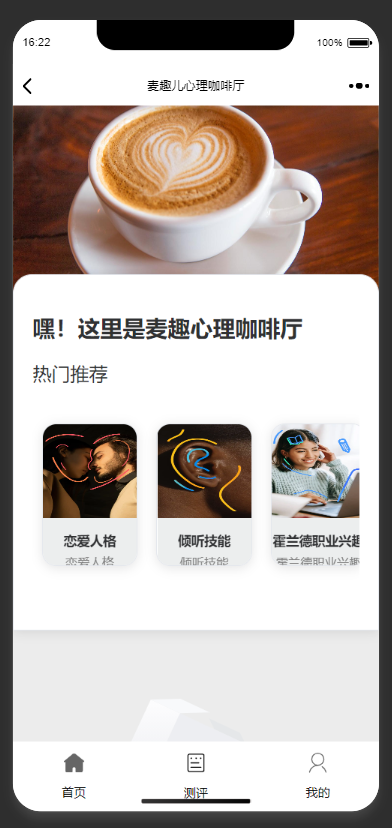 16:22
100%
麦趣儿心理咖啡厅
嘿！这里是麦趣心理咖啡厅
热门推荐
恋爱人格
恋爱人格
倾听技能
倾听技能
霍兰德职业兴趣
霍兰德职业兴趣
首页
测评
我的